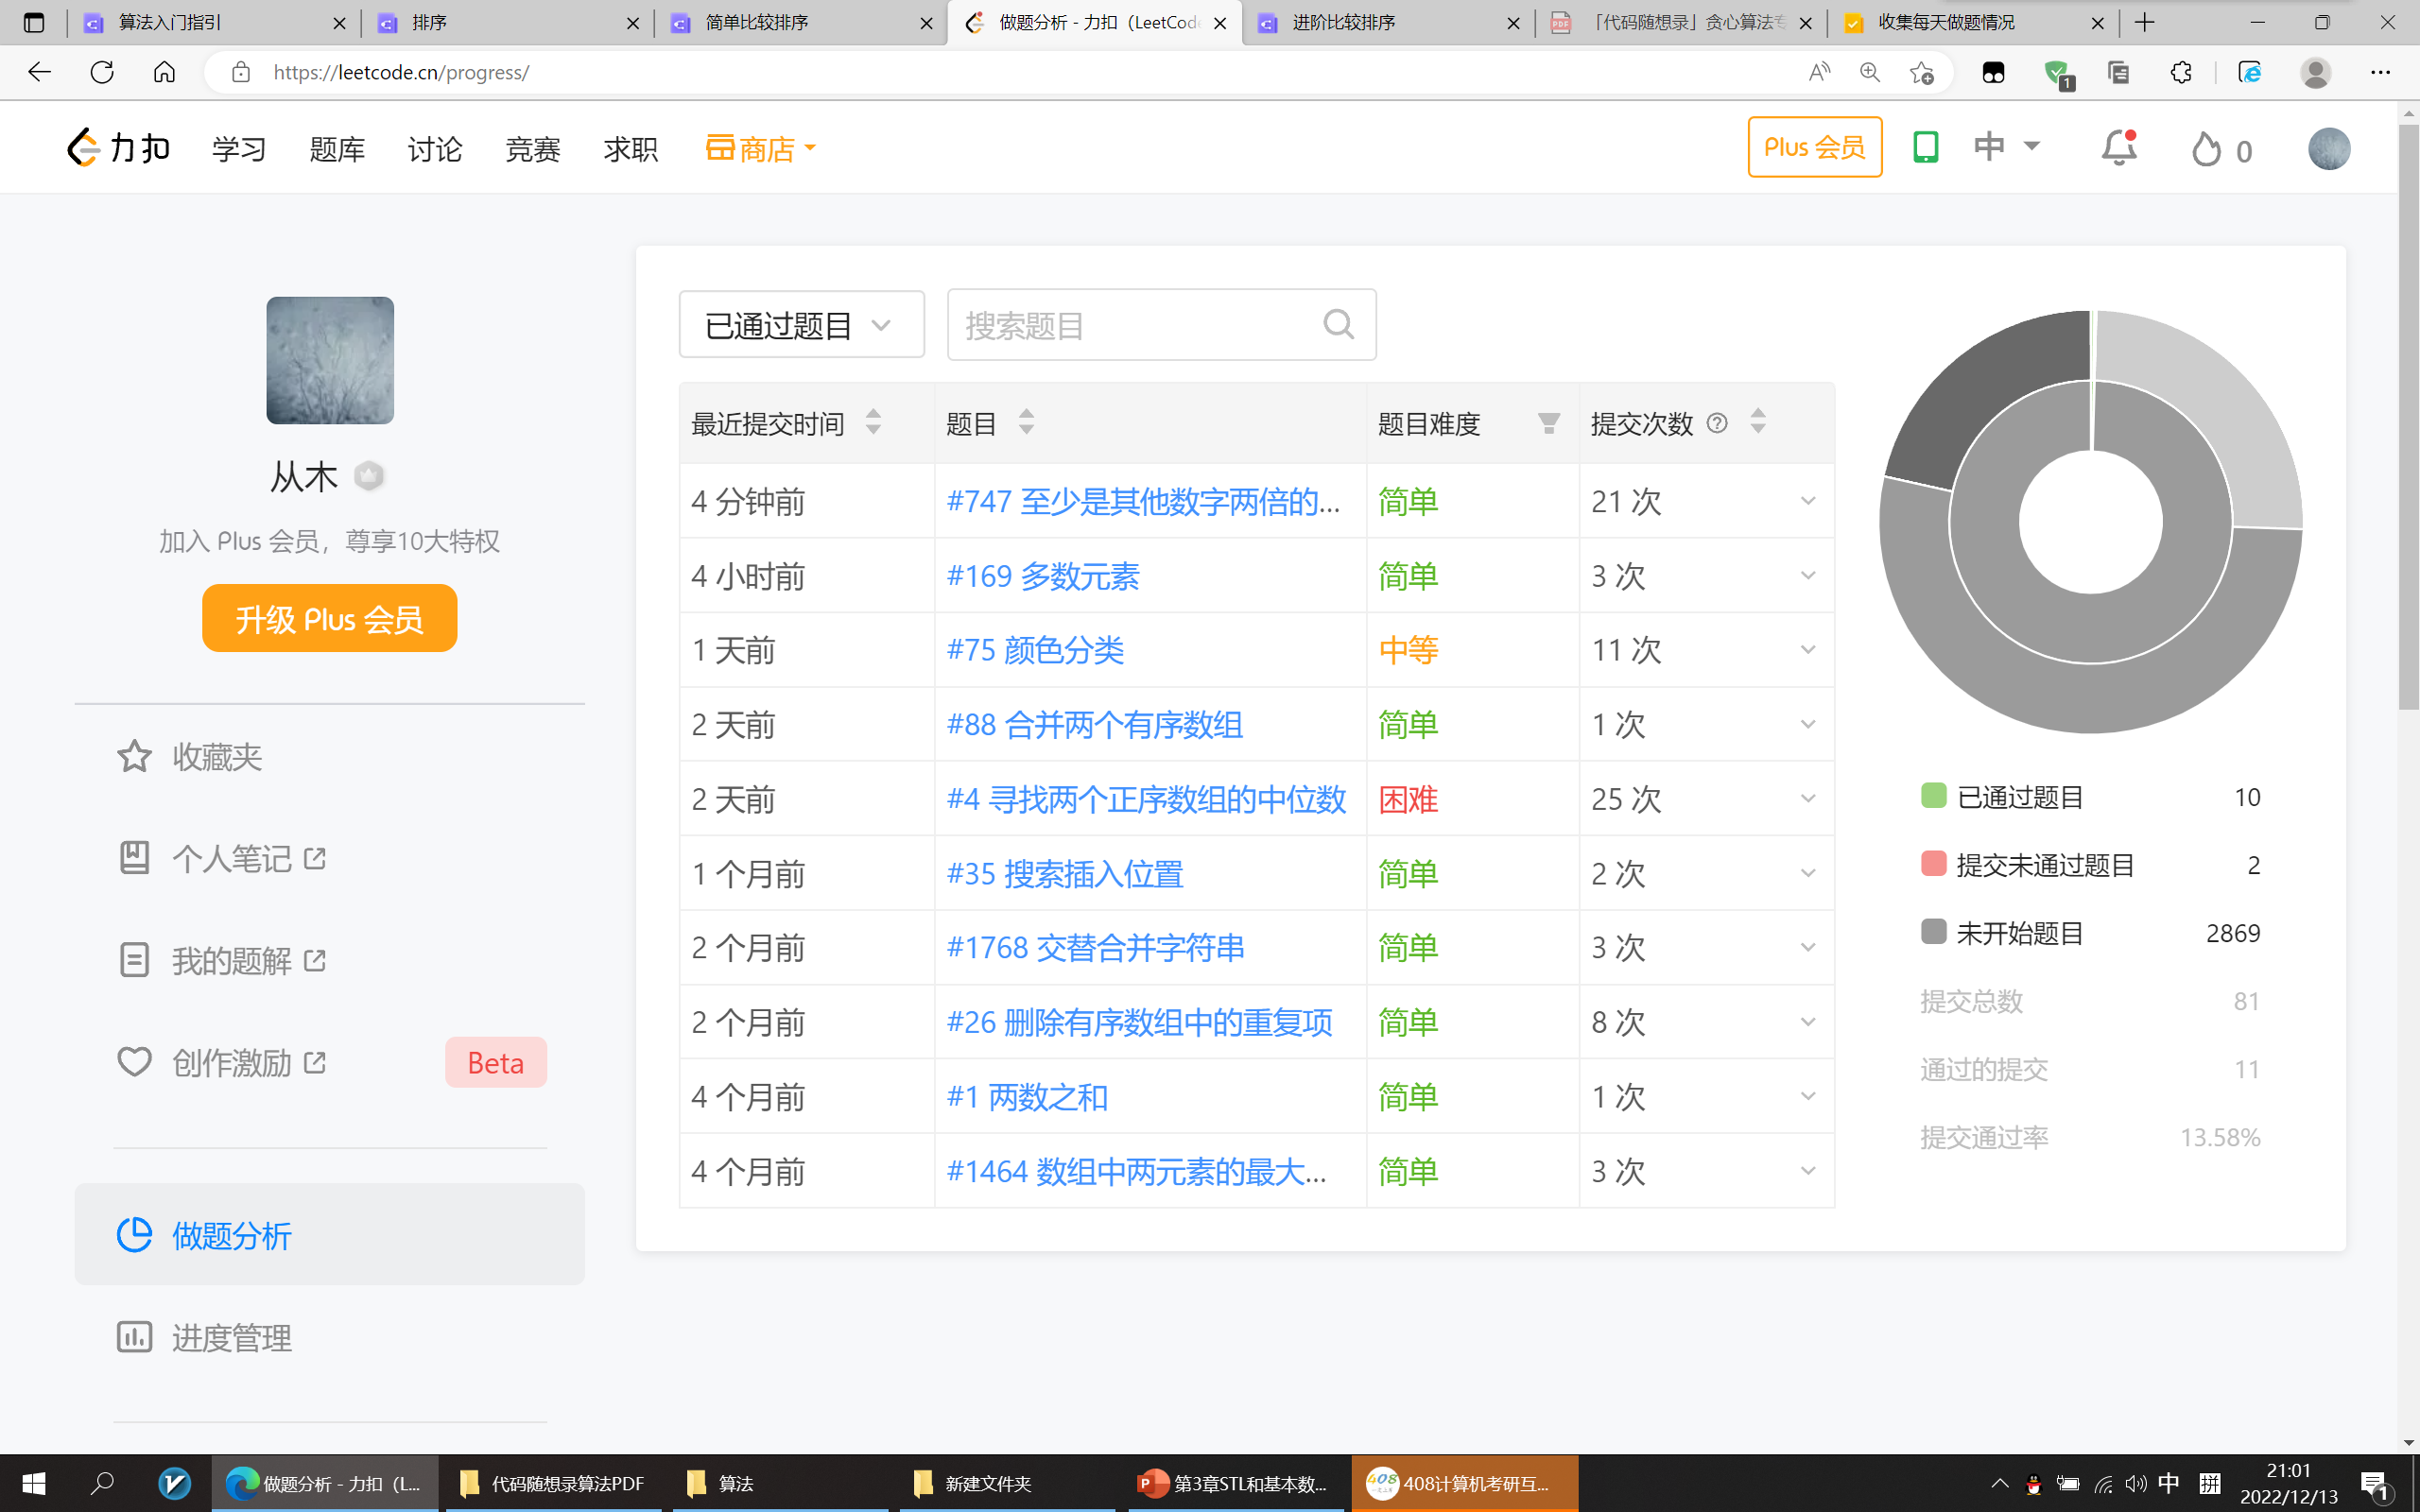 算法入门指引
排序
简单比较排序
做题分析 - 力扣（LeetCode
进阶比较排序
「代码随想录」贪心算法专
收集每天做题情况
https://leetcode.cn/progress/
1
力扣
学习
题库
讨论
竞赛
求职
商店
Plus 会员
中
0
从木
加入 Plus 会员，尊享10大特权
升级 Plus 会员
收藏夹
个人笔记
我的题解
创作激励
Beta
做题分析
进度管理
已通过题目
搜索题目
最近提交时间 题目 题目难度 提交次数
4 分钟前 #747 至少是其他数字两倍的... 简单 21 次
4 小时前 #169 多数元素 简单 3 次
1 天前 #75 颜色分类 中等 11 次
2 天前 #88 合并两个有序数组 简单 1 次
2 天前 #4 寻找两个正序数组的中位数 困难 25 次
1 个月前 #35 搜索插入位置 简单 2 次
2 个月前 #1768 交替合并字符串 简单 3 次
2 个月前 #26 删除有序数组中的重复项 简单 8 次
4 个月前 #1 两数之和 简单 1 次
4 个月前 #1464 数组中两元素的最大... 简单 3 次
已通过题目 10
提交未通过题目 2
未开始题目 2869
提交总数 81
通过的提交 11
提交通过率 13.58%
做题分析 - 力扣（L...
代码随想录算法PDF
算法
新建文件夹
第3章STL和基本数...
408
408计算机考研互...
中
拼
21:01
2022/12/13
1